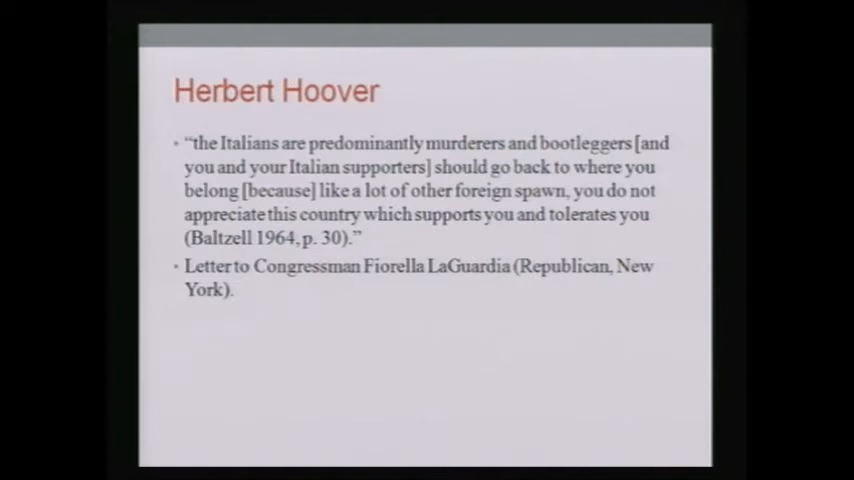 Herbert Hoover
• “the Italians are predominantly murderers and bootleggers [and
you and your Italian supporters] should go back to where you
belong [because] like a lot of other foreign spawn, you do not
appreciate this country which supports you and tolerates you
(Baltzell 1964, p. 30).”
• Letter to Congressman Fiorella LaGuardia (Republican, New
York).